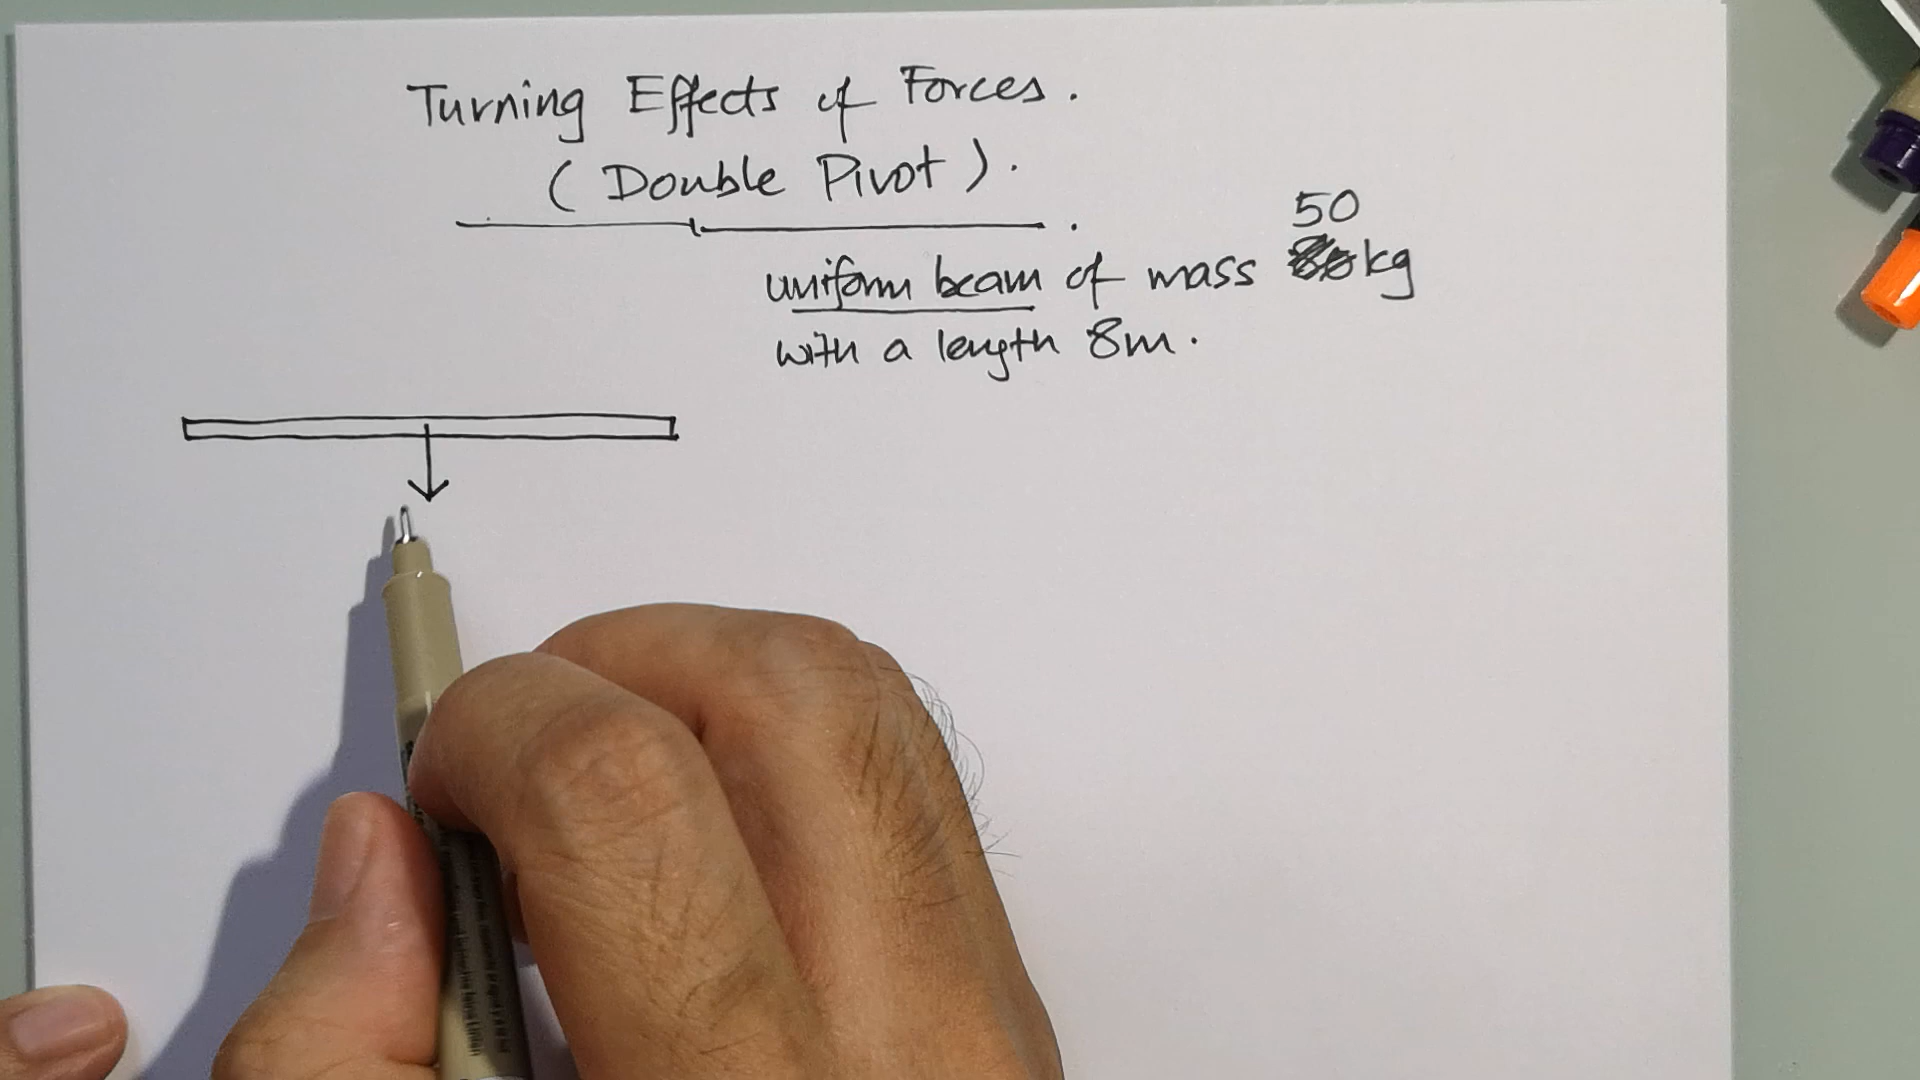 Turning Effects of Forces.
(Double Pivot).
50
uniform beam of mass kg
with a length 8m.